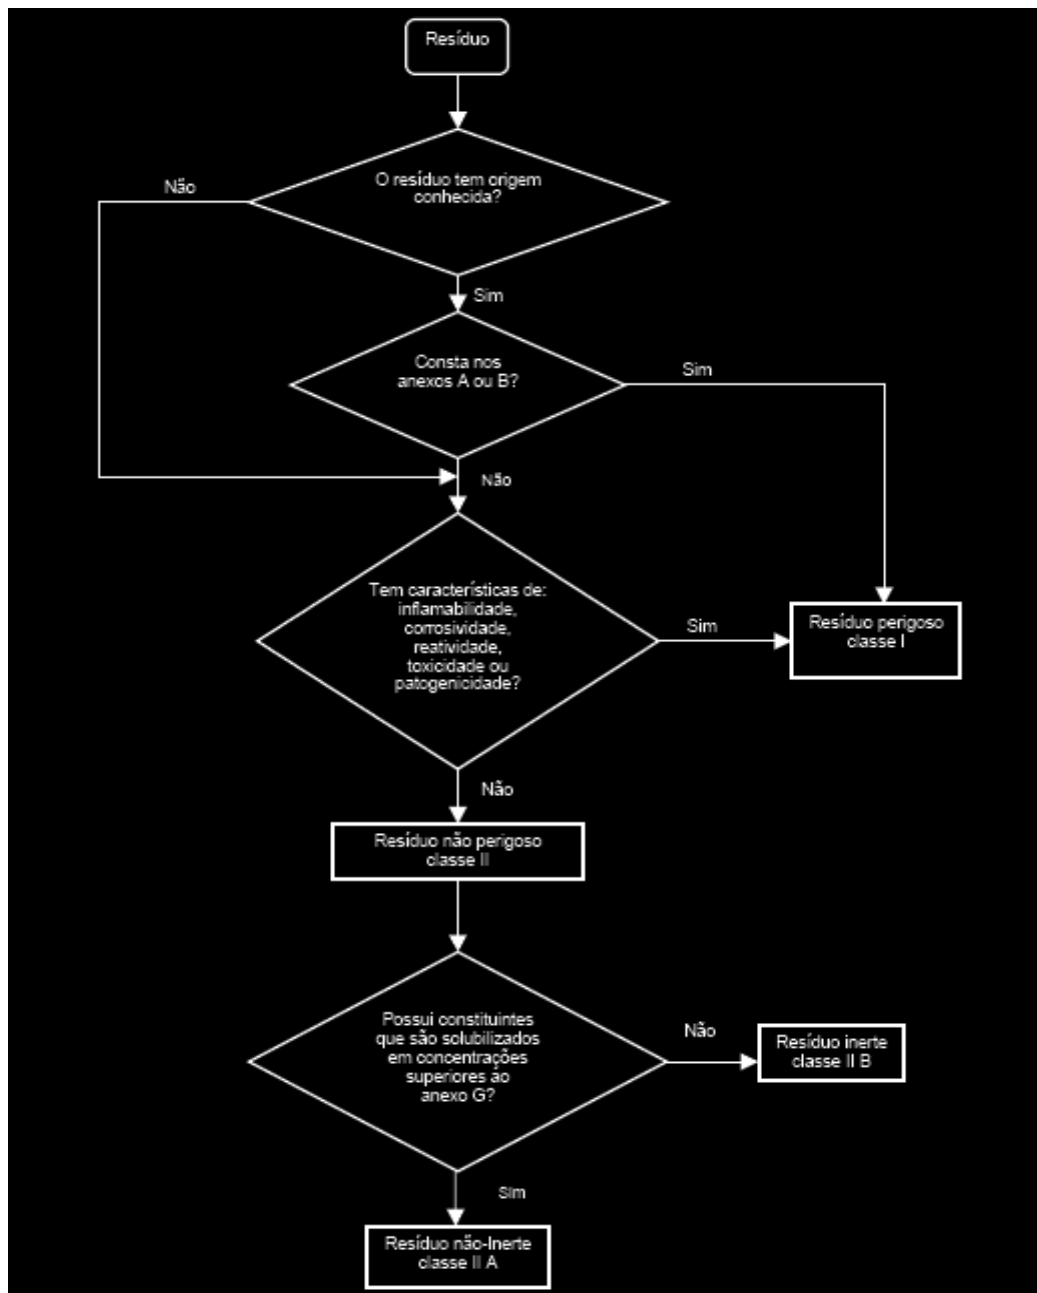 Resíduo
O resíduo tem origem
conhecida?
Não
Sim
Consta nos
anexos A ou B?
Sim
Não
Tem características de:
inflamabilidade,
corrosividade,
reatividade,
toxicidade ou
patogenicidade?
Sim
Resíduo perigoso
classe I
Não
Resíduo não perigoso
classe II
Possui constituintes
que são solubilizados
em concentrações
superiores ao
anexo G?
Não
Resíduo inerte
classe II B
Sim
Resíduo não-Inerte
classe II A